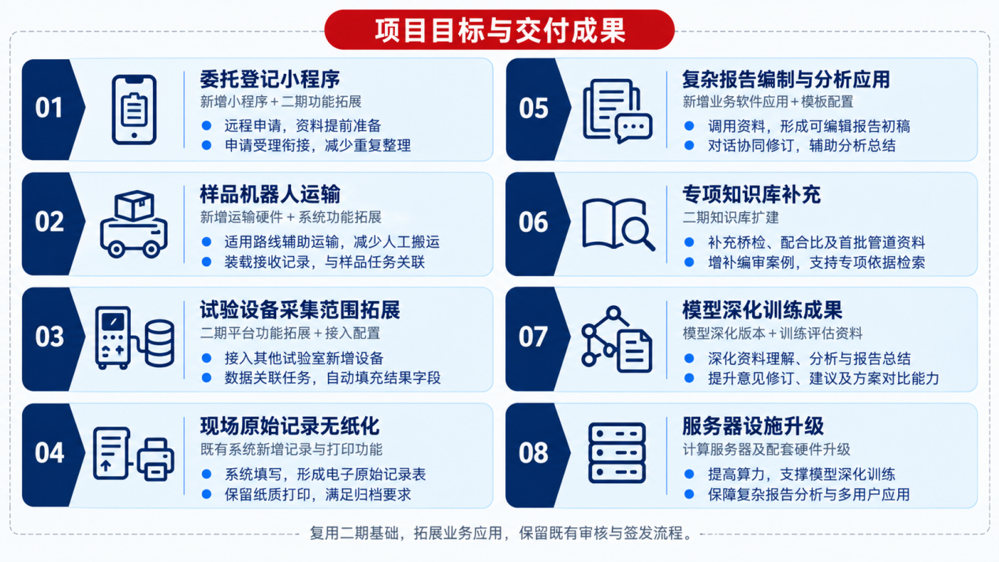 项目目标与交付成果
01
委托登记小程序
新增小程序+二期功能拓展
远程申请，资料提前准备
申请受理衔接，减少重复整理
02
样品机器人运输
新增运输硬件+系统功能拓展
适用路线辅助运输，减少人工搬运
装载接收记录，与样品任务关联
03
试验设备采集范围拓展
二期平台功能拓展+接入配置
接入其他试验室新增设备
数据关联任务，自动填充结果字段
04
现场原始记录无纸化
既有系统新增记录与打印功能
系统填写，形成电子原始记录表
保留纸质打印，满足归档要求
05
复杂报告编制与分析应用
新增业务软件应用+模板配置
调用资料，形成可编辑报告初稿
对话协同修订，辅助分析总结
06
专项知识库补充
二期知识库扩建
补充桥检、配合比及首批管道资料
增补编审案例，支持专项依据检索
07
模型深化训练成果
模型深化版本+训练评估资料
深化资料理解、分析与报告总结
提升意见修订、建议及方案对比能力
08
服务器设施升级
计算服务器及配套硬件升级
提高算力，支撑模型深化训练
保障复杂报告分析与多用户应用
复用二期基础，拓展业务应用，保留既有审核与签发流程。